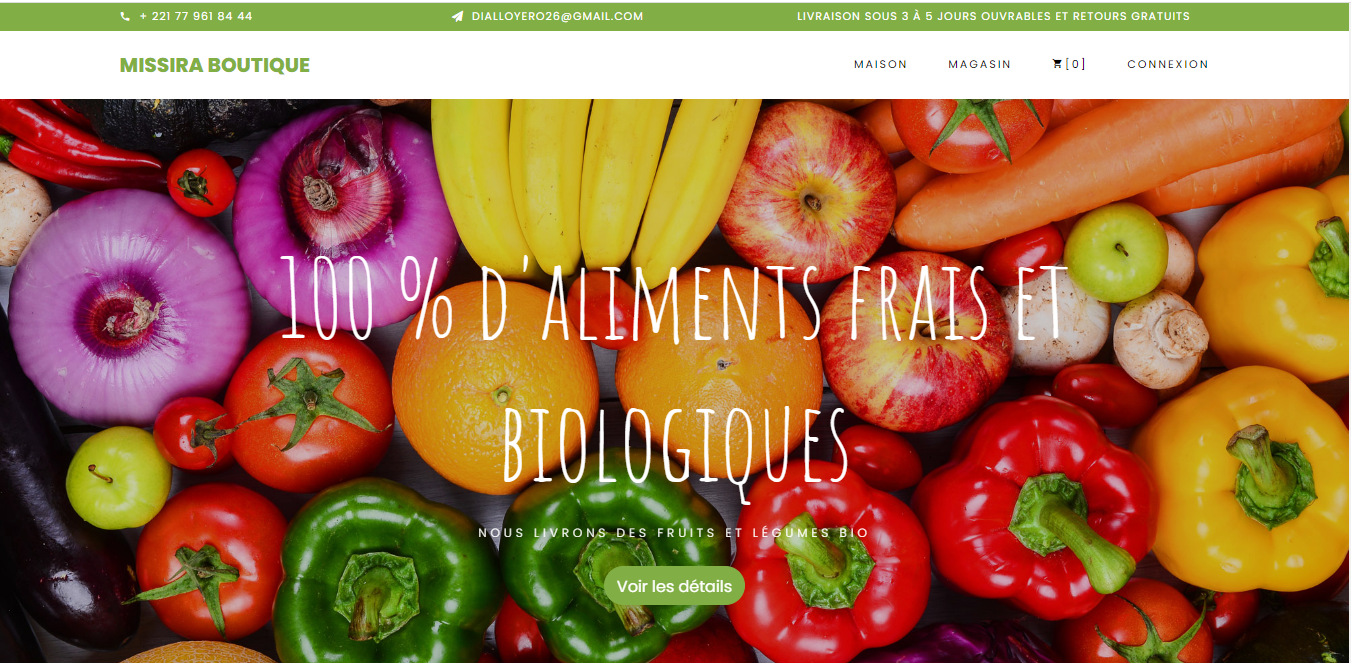 + 221 77 961 84 44
DIALLOYERO26@GMAIL.COM
LIVRAISON SOUS 3 À 5 JOURS OUVRABLES ET RETOURS GRATUITS
MISSIRA BOUTIQUE
MAISON
MAGASIN
[0]
CONNEXION
100 % D'ALIMENTS FRAIS ET
BIOLOGIQUES
NOUS LIVRONS DES FRUITS ET LÉGUMES BIO
Voir les détails